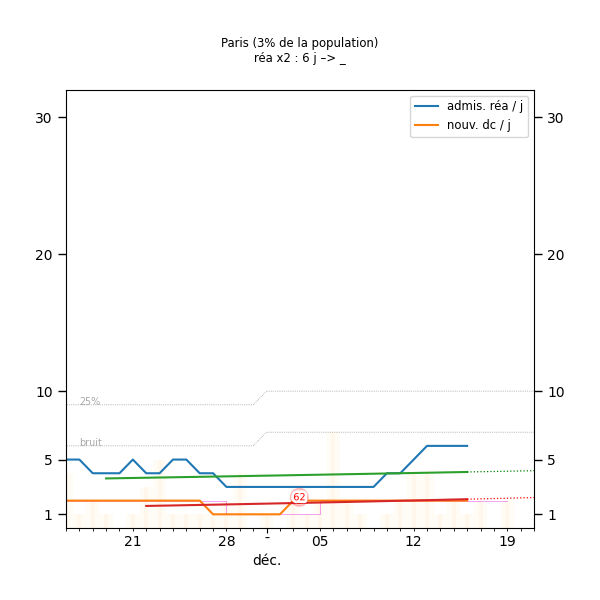 Paris (3% de la population)
réa x2 : 6 j –> _
admis. réa / j
nouv. dc / j
30 30
20 20
10 10
25%
bruit
5 5
62
1 1
21 28 - 05 12 19
déc.